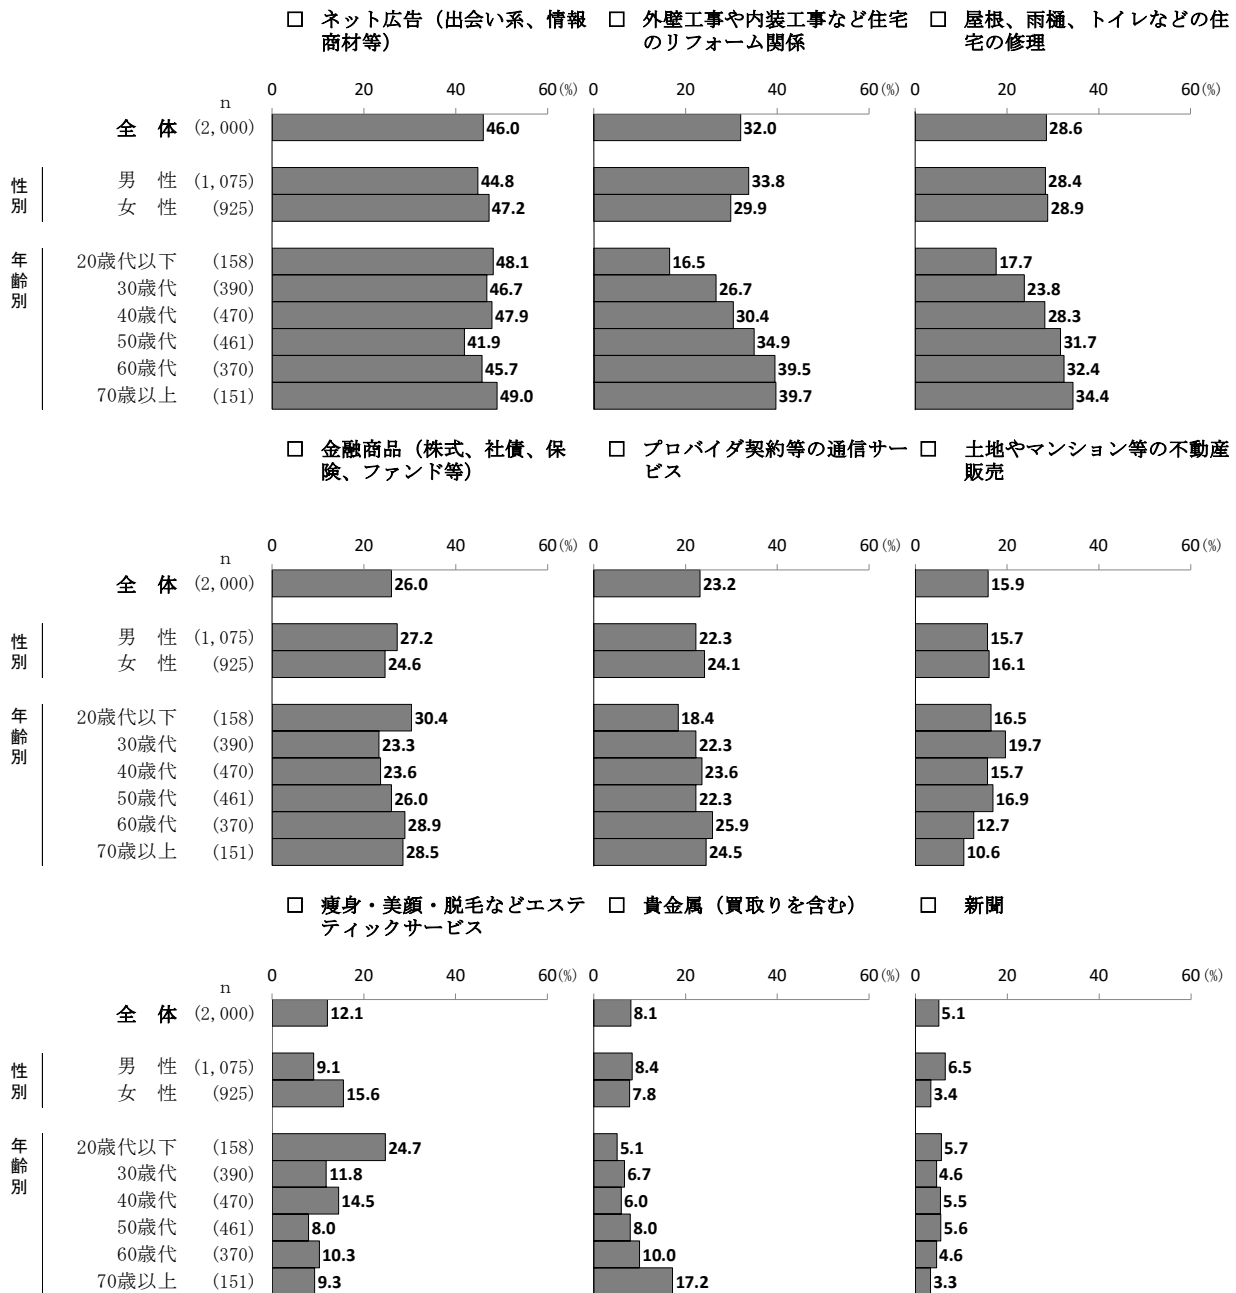 □ ネット広告（出会い系、情報 □ 外壁工事や内装工事など住宅 □ 屋根、雨樋、トイレなどの住
商材等） のリフォーム関係 宅の修理
0 20 40 60(%) 0 20 40 60(%) 0 20 40 60(%)
n
全 体 (2,000) 46.0 32.0 28.6
性別
男 性 (1,075) 44.8 33.8 28.4
女 性 (925) 47.2 29.9 28.9
年齢別
20歳代以下 (158) 48.1 16.5 17.7
30歳代 (390) 46.7 26.7 23.8
40歳代 (470) 47.9 30.4 28.3
50歳代 (461) 41.9 34.9 31.7
60歳代 (370) 45.7 39.5 32.4
70歳以上 (151) 49.0 39.7 34.4
□ 金融商品（株式、社債、保 □ プロバイダ契約等の通信サー □ 土地やマンション等の不動産
険、ファンド等） ビス 販売
0 20 40 60(%) 0 20 40 60(%) 0 20 40 60(%)
n
全 体 (2,000) 26.0 23.2 15.9
性別
男 性 (1,075) 27.2 22.3 15.7
女 性 (925) 24.6 24.1 16.1
年齢別
20歳代以下 (158) 30.4 18.4 16.5
30歳代 (390) 23.3 22.3 19.7
40歳代 (470) 23.6 23.6 15.7
50歳代 (461) 26.0 22.3 16.9
60歳代 (370) 28.9 25.9 12.7
70歳以上 (151) 28.5 24.5 10.6
□ 痩身・美顔・脱毛などエステ □ 貴金属（買取りを含む） □ 新聞
ティックサービス
0 20 40 60(%) 0 20 40 60(%) 0 20 40 60(%)
n
全 体 (2,000) 12.1 8.1 5.1
性別
男 性 (1,075) 9.1 8.4 6.5
女 性 (925) 15.6 7.8 3.4
年齢別
20歳代以下 (158) 24.7 5.1 5.7
30歳代 (390) 11.8 6.7 4.6
40歳代 (470) 14.5 6.0 5.5
50歳代 (461) 8.0 8.0 5.6
60歳代 (370) 10.3 10.0 4.6
70歳以上 (151) 9.3 17.2 3.3